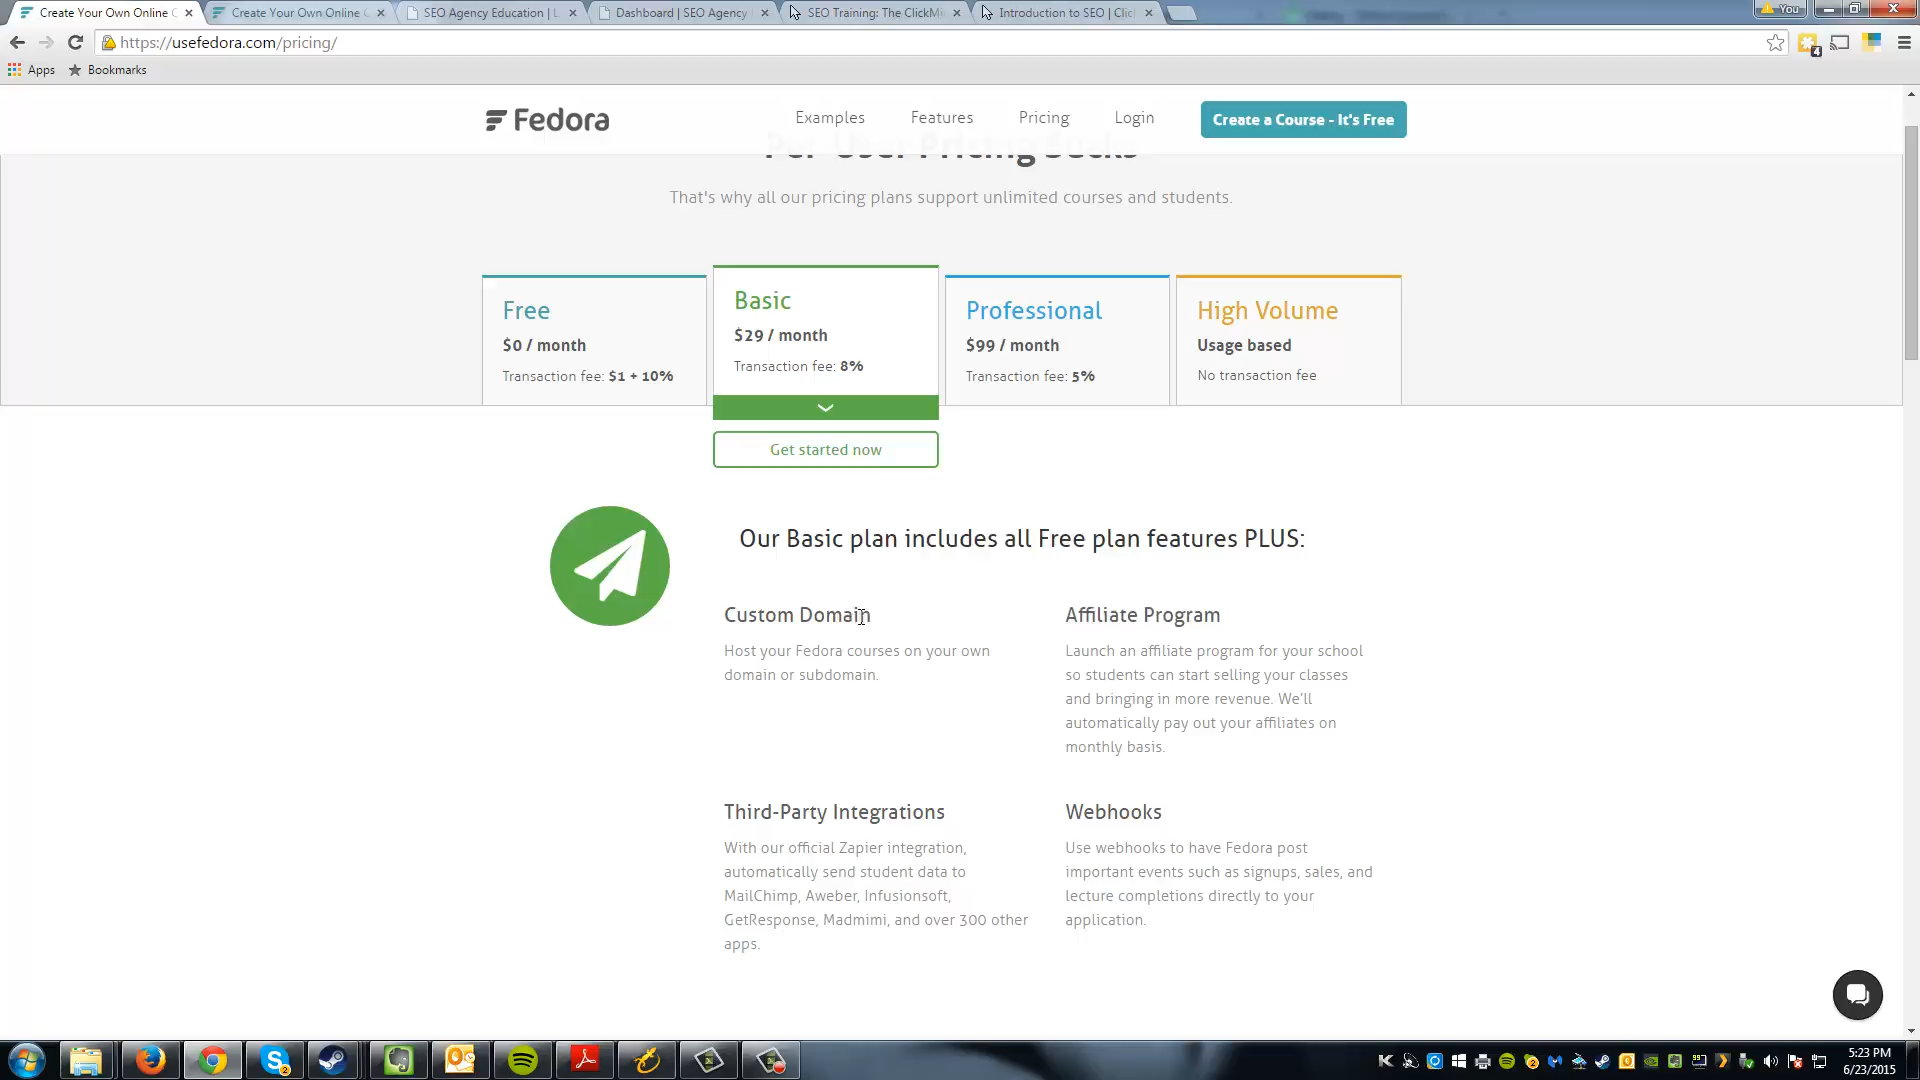 Create Your Own Online C
Create Your Own Online C
SEO Agency Education | L
Dashboard | SEO Agency
SEO Training: The ClickMi
Introduction to SEO | Clic
You
https://usefedora.com/pricing/
4
Apps
Bookmarks
Fedora
Examples
Features
Pricing
Login
Create a Course - It's Free
Per-User Pricing Sucks
That's why all our pricing plans support unlimited courses and students.
Free
$0 / month
Transaction fee: $1 + 10%
Basic
$29 / month
Transaction fee: 8%
Professional
$99 / month
Transaction fee: 5%
High Volume
Usage based
No transaction fee
Get started now
Our Basic plan includes all Free plan features PLUS:
Custom Domain
Host your Fedora courses on your own
domain or subdomain.
Affiliate Program
Launch an affiliate program for your school
so students can start selling your classes
and bringing in more revenue. We'll
automatically pay out your affiliates on
monthly basis.
Third-Party Integrations
With our official Zapier integration,
automatically send student data to
MailChimp, Aweber, Infusionsoft,
GetResponse, Madmimi, and over 300 other
apps.
Webhooks
Use webhooks to have Fedora post
important events such as signups, sales, and
lecture completions directly to your
application.
5:23 PM
6/23/2015